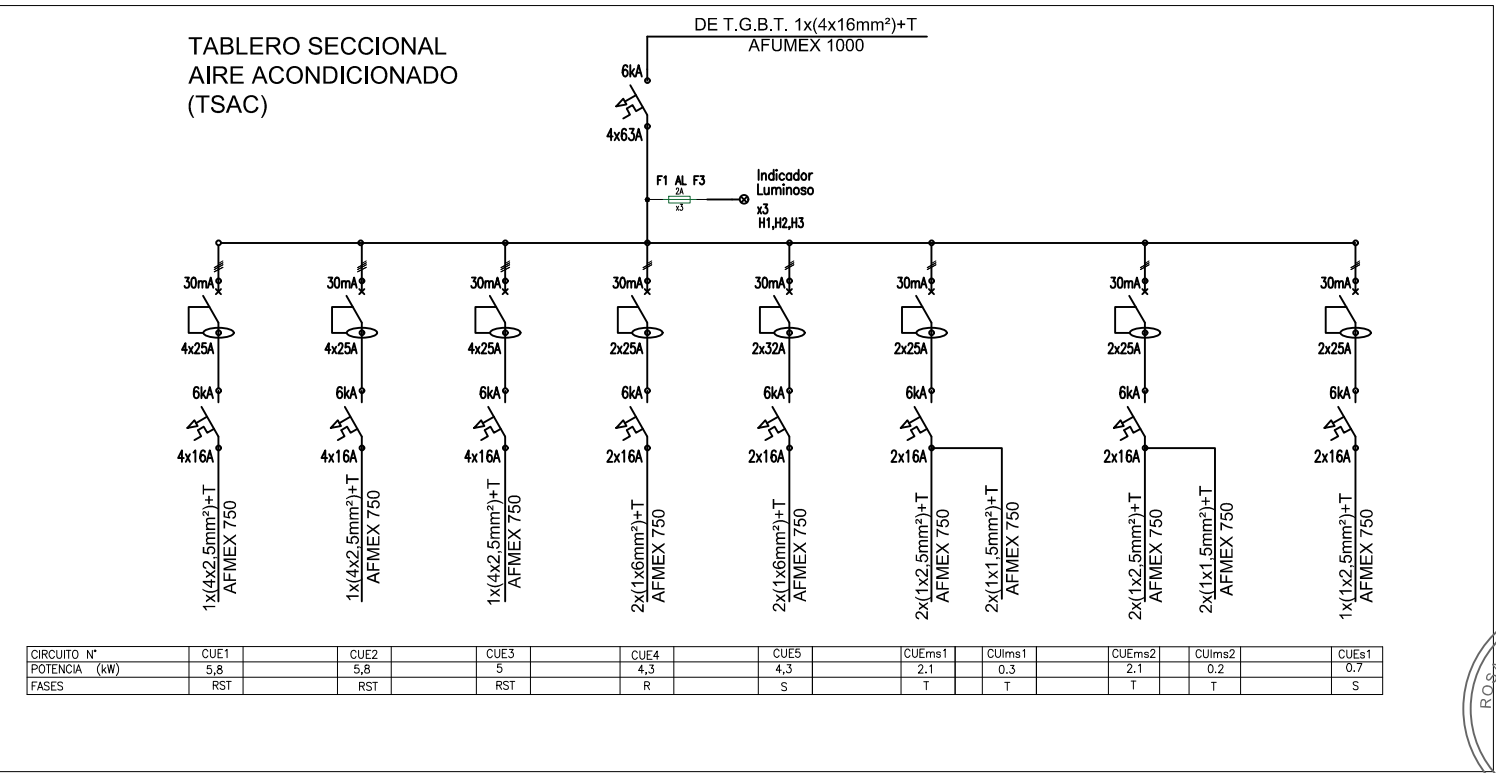 TABLERO SECCIONAL
AIRE ACONDICIONADO
(TSAC)
DE T.G.B.T. 1x(4x16mm²)+T
AFUMEX 1000
6kA
4x63A
F1 AL F3
2A
x3
Indicador
Luminoso
x3
H1,H2,H3
30mA 30mA 30mA 30mA 30mA 30mA 30mA 30mA
4x25A 4x25A 4x25A 2x25A 2x32A 2x25A 2x25A 2x25A
6kA 6kA 6kA 6kA 6kA 6kA 6kA 6kA
4x16A 4x16A 4x16A 2x16A 2x16A 2x16A 2x16A 2x16A
1x(4x2,5mm²)+T
AFMEX 750
1x(4x2,5mm²)+T
AFMEX 750
1x(4x2,5mm²)+T
AFMEX 750
2x(1x6mm²)+T
AFMEX 750
2x(1x6mm²)+T
AFMEX 750
2x(1x2,5mm²)+T
AFMEX 750
2x(1x1,5mm²)+T
AFMEX 750
2x(1x2,5mm²)+T
AFMEX 750
2x(1x1,5mm²)+T
AFMEX 750
1x(1x2,5mm²)+T
AFMEX 750
CIRCUITO N° CUE1 CUE2 CUE3 CUE4 CUE5 CUEms1 CUIms1 CUEms2 CUIms2 CUEs1
POTENCIA (kW) 5,8 5,8 5 4,3 4,3 2.1 0.3 2.1 0.2 0.7
FASES RST RST RST R S T T T T S